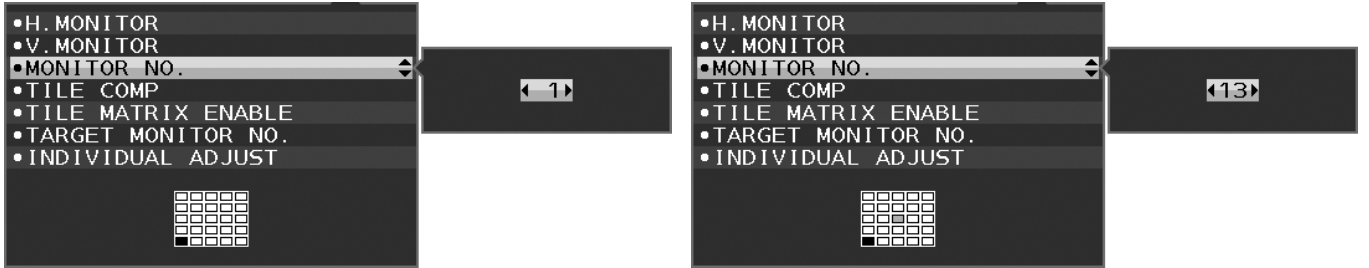 •H.MONITOR
•V.MONITOR
•MONITOR NO.
•TILE COMP
•TILE MATRIX ENABLE
•TARGET MONITOR NO.
•INDIVIDUAL ADJUST
1
•H.MONITOR
•V.MONITOR
•MONITOR NO.
•TILE COMP
•TILE MATRIX ENABLE
•TARGET MONITOR NO.
•INDIVIDUAL ADJUST
13